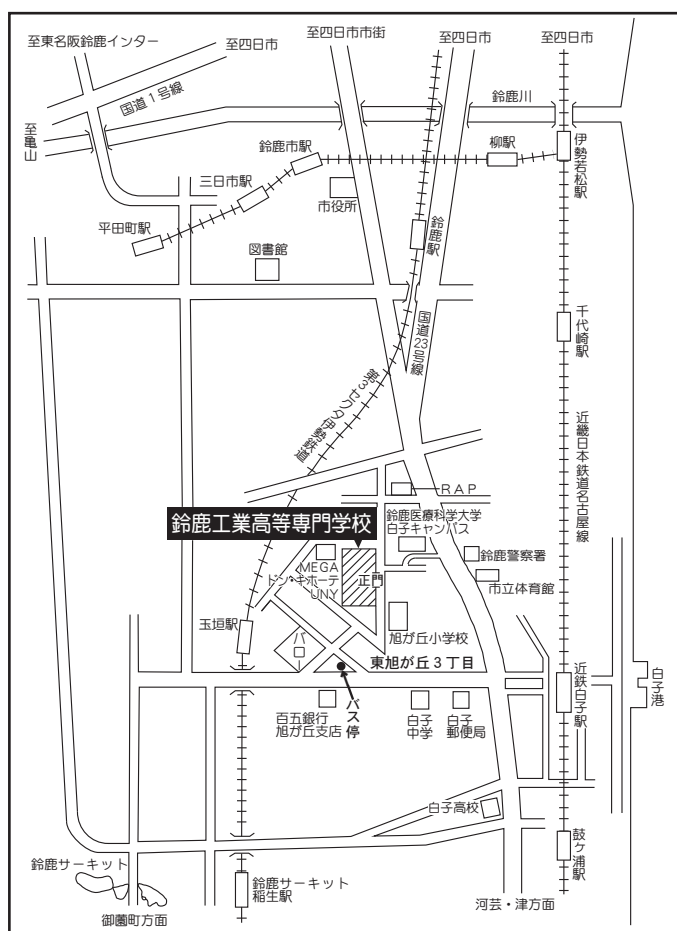 至東名阪鈴鹿インター
至四日市
至四日市市街
至四日市
至四日市
国道1号線
鈴鹿川
至亀山
鈴鹿市駅
柳駅
伊勢若松駅
三日市駅
市役所
平田町駅
鈴鹿駅
図書館
国道23号線
千代崎駅
第3セクタ伊勢鉄道
近畿日本鉄道名古屋線
RAP
鈴鹿工業高等専門学校
鈴鹿医療科学大学
白子キャンパス
MEGA
ドン・キホーテ
UNY
正門
鈴鹿警察署
市立体育館
玉垣駅
バロー
旭が丘小学校
東旭が丘3丁目
バス停
百五銀行
旭が丘支店
白子
中学
白子
郵便局
近鉄白子駅
白子港
白子高校
鼓ヶ浦駅
鈴鹿サーキット
鈴鹿サーキット
稲生駅
御薗町方面
河芸・津方面